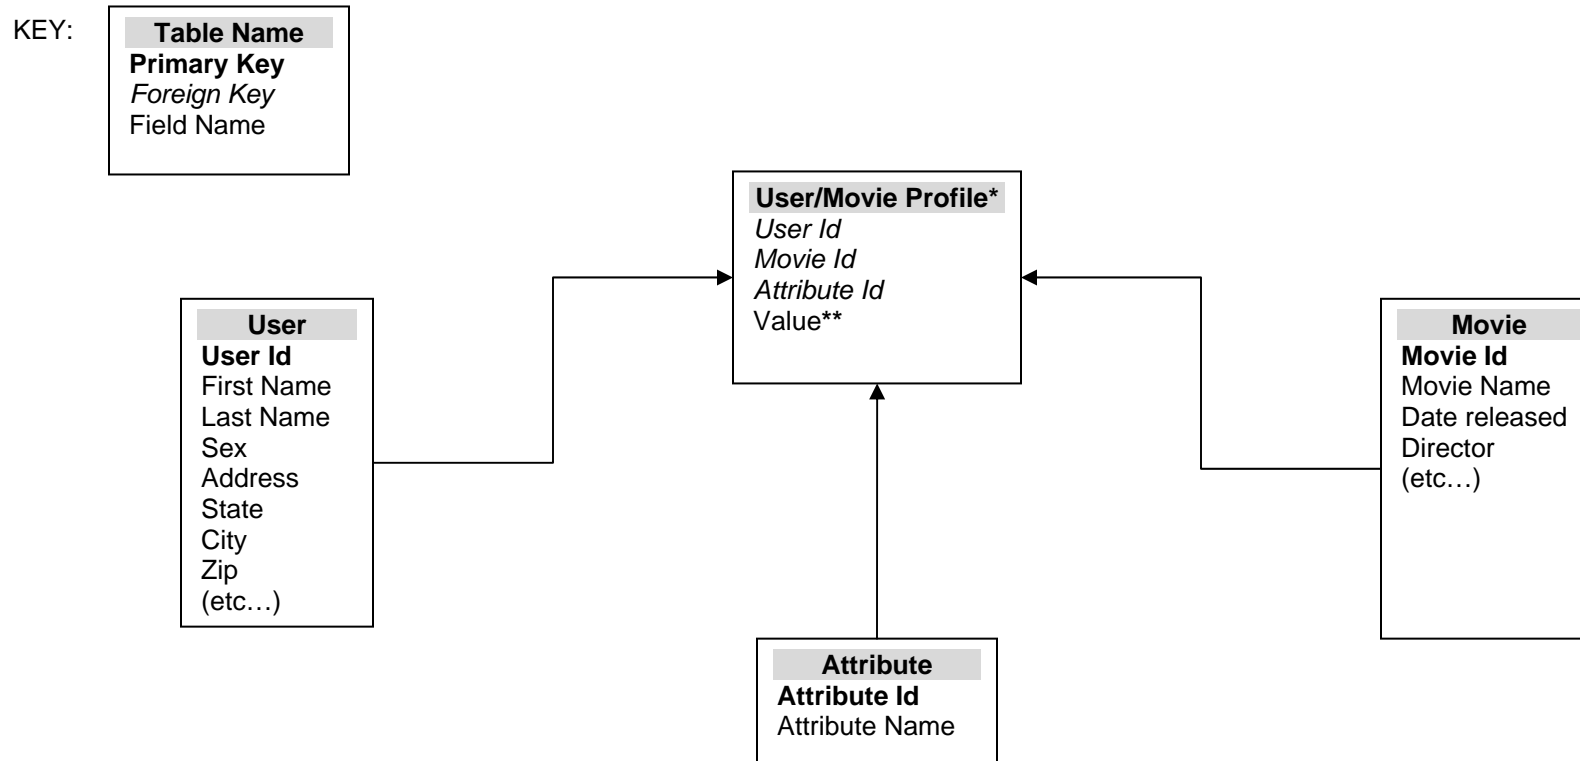 KEY:
Table Name
Primary Key
Foreign Key
Field Name
User/Movie Profile*
User Id
Movie Id
Attribute Id
Value**
User
User Id
First Name
Last Name
Sex
Address
State
City
Zip
(etc…)
Movie
Movie Id
Movie Name
Date released
Director
(etc…)
Attribute
Attribute Id
Attribute Name